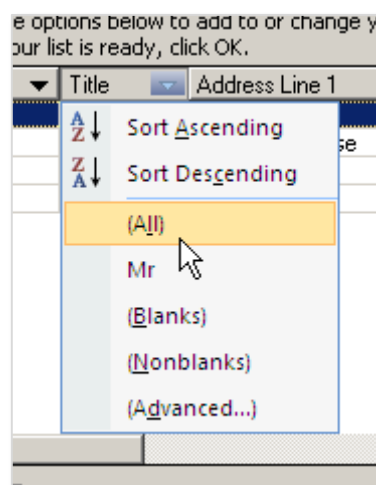 e options below to add to or change y
our list is ready, click OK.
Title Address Line 1
Sort Ascending
se
Sort Descending
(All)
Mr
(Blanks)
(Nonblanks)
(Advanced...)